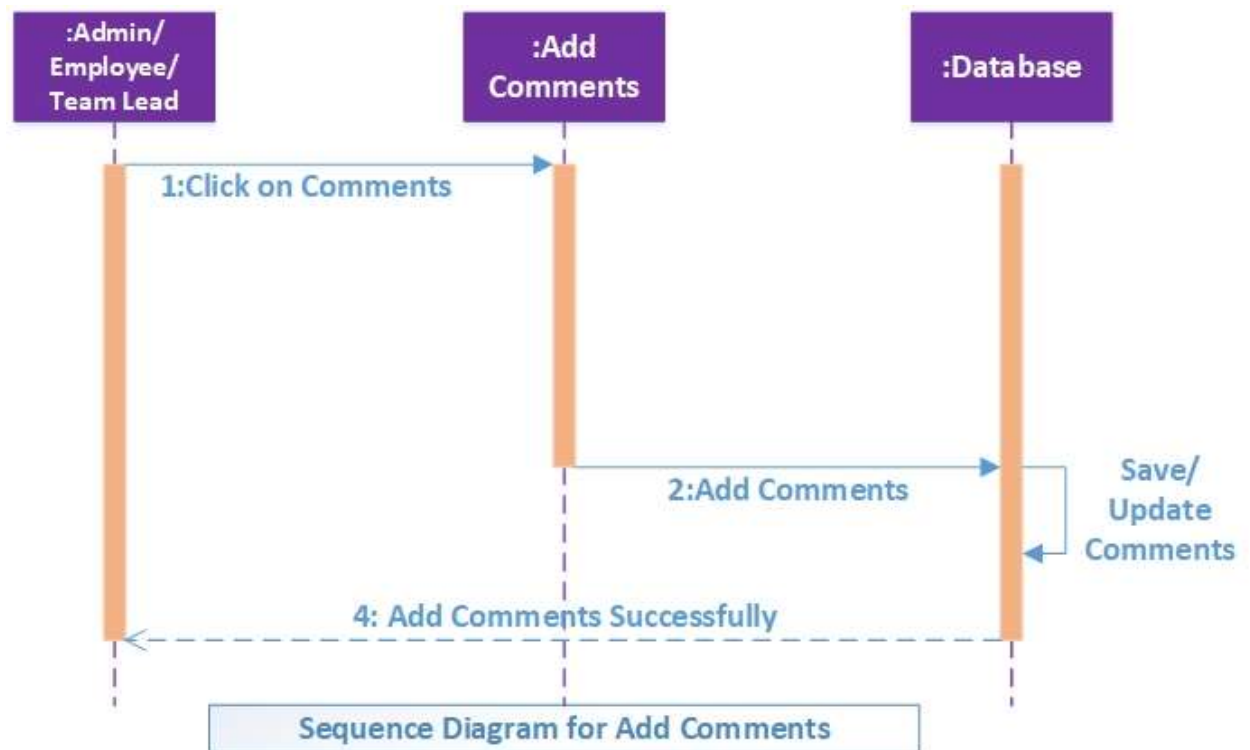 :Admin/
Employee/
Team Lead
:Add
Comments
:Database
1:Click on Comments
2:Add Comments
Save/
Update
Comments
4: Add Comments Successfully
Sequence Diagram for Add Comments